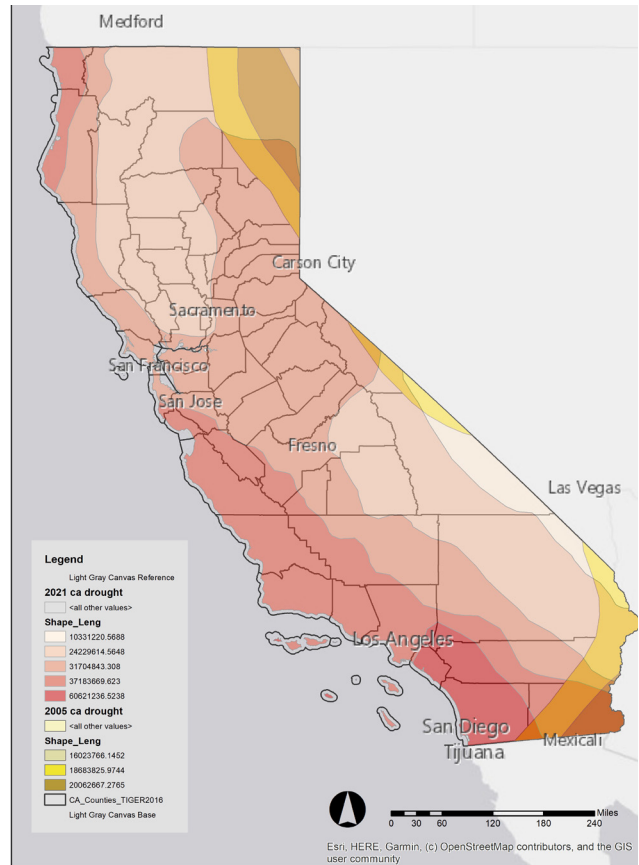 Medford
Carson City
Sacramento
San Francisco
San Jose
Fresno
Las Vegas
Los Angeles
San Diego
Tijuana
Mexicali
Legend
Light Gray Canvas Reference
2021 ca drought
<all other values>
Shape_Leng
10331220.5688
24229614.5648
31704843.308
37183669.623
60621236.5238
2005 ca drought
<all other values>
Shape_Leng
16023766.1452
18683825.9744
20062667.2765
CA_Counties_TIGER2016
Light Gray Canvas Base
Miles
0 30 60 120 180 240
Esri, HERE, Garmin, (c) OpenStreetMap contributors, and the GIS
user community